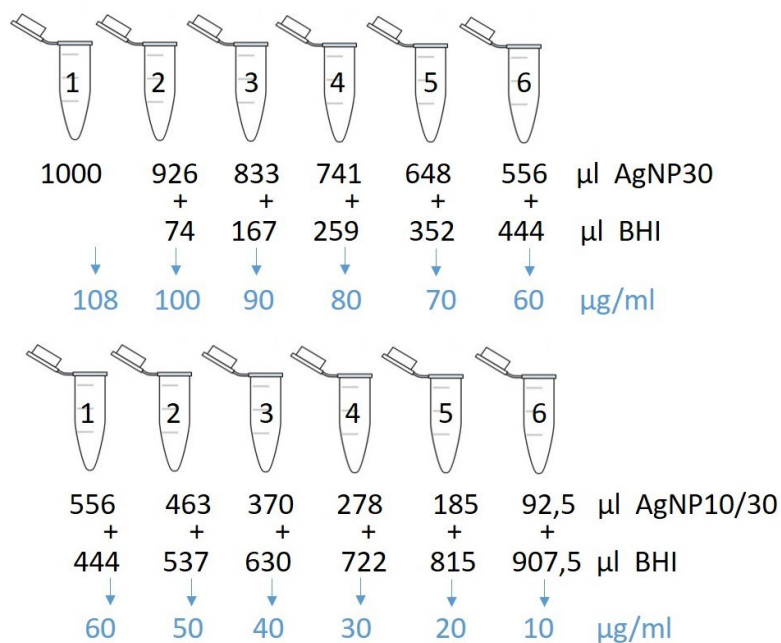 1 2 3 4 5 6
1000 926 833 741 648 556 µl AgNP30
+ + + + +
74 167 259 352 444 µl BHI
108 100 90 80 70 60 µg/ml
1 2 3 4 5 6
556 463 370 278 185 92,5 µl AgNP10/30
+ + + + + +
444 537 630 722 815 907,5 µl BHI
60 50 40 30 20 10 µg/ml